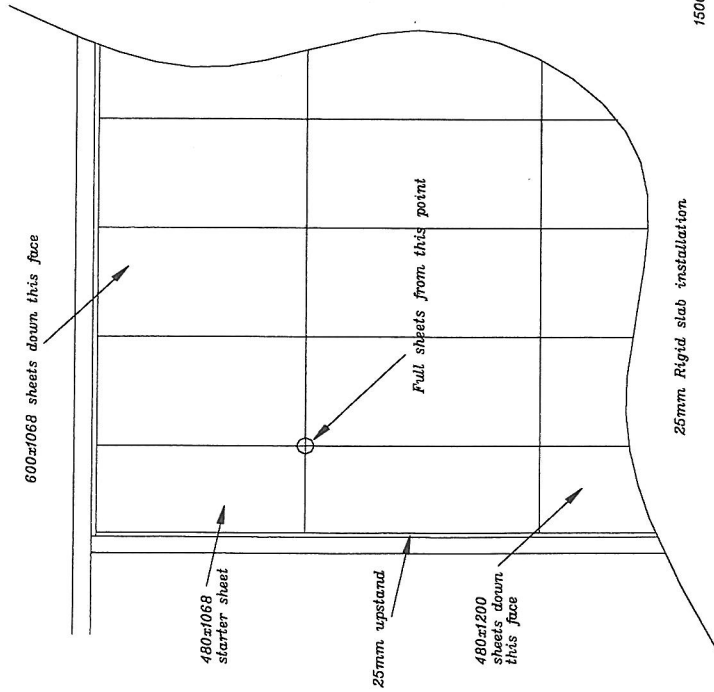 600x1068 sheets down this face
480x1068
starter sheet
Full sheets from this point
25mm upstand
480x1200
sheets down
this face
25mm Rigid slab installation